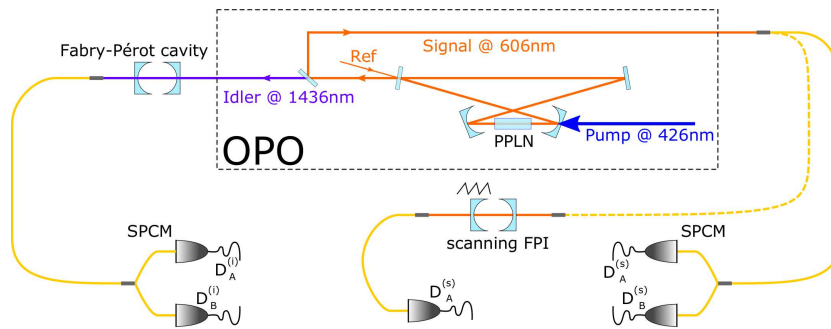 Fabry-Pérot cavity
Signal @ 606nm
Ref
Idler @ 1436nm
PPLN
Pump @ 426nm
OPO
scanning FPI
SPCM
D_A^(i)
D_B^(i)
D_A^(s)
SPCM
D_A^(s)
D_B^(s)